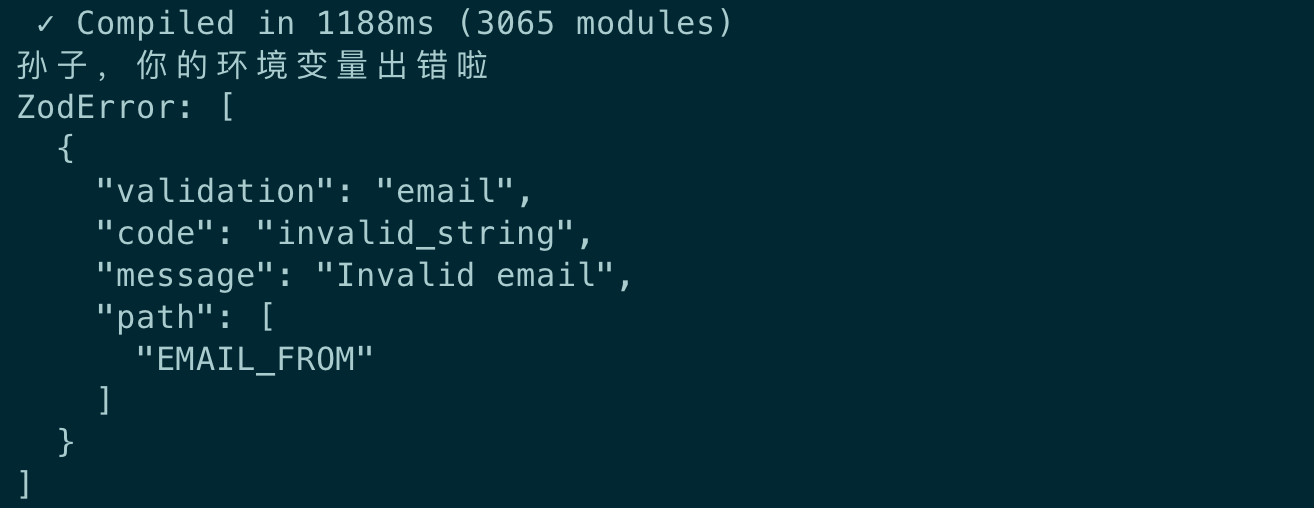 ✓ Compiled in 1188ms (3065 modules)
孙子，你的环境变量出错啦
ZodError: [
  {
    "validation": "email",
    "code": "invalid_string",
    "message": "Invalid email",
    "path": [
      "EMAIL_FROM"
    ]
  }
]